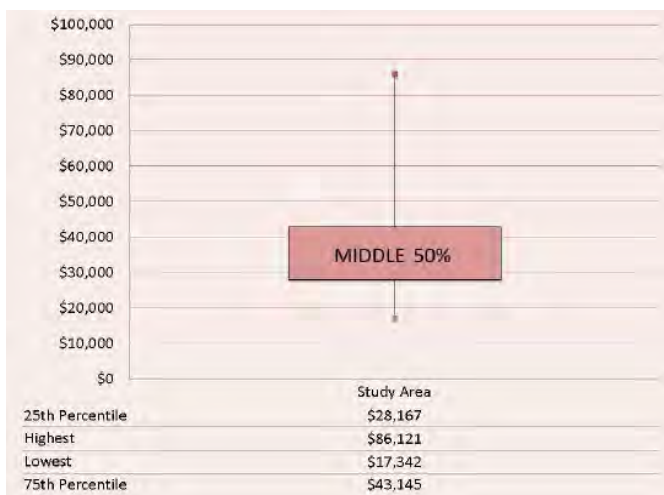 $100,000
$90,000
$80,000
$70,000
$60,000
$50,000
$40,000
MIDDLE 50%
$30,000
$20,000
$10,000
$0
Study Area
25th Percentile $28,167
Highest $86,121
Lowest $17,342
75th Percentile $43,145